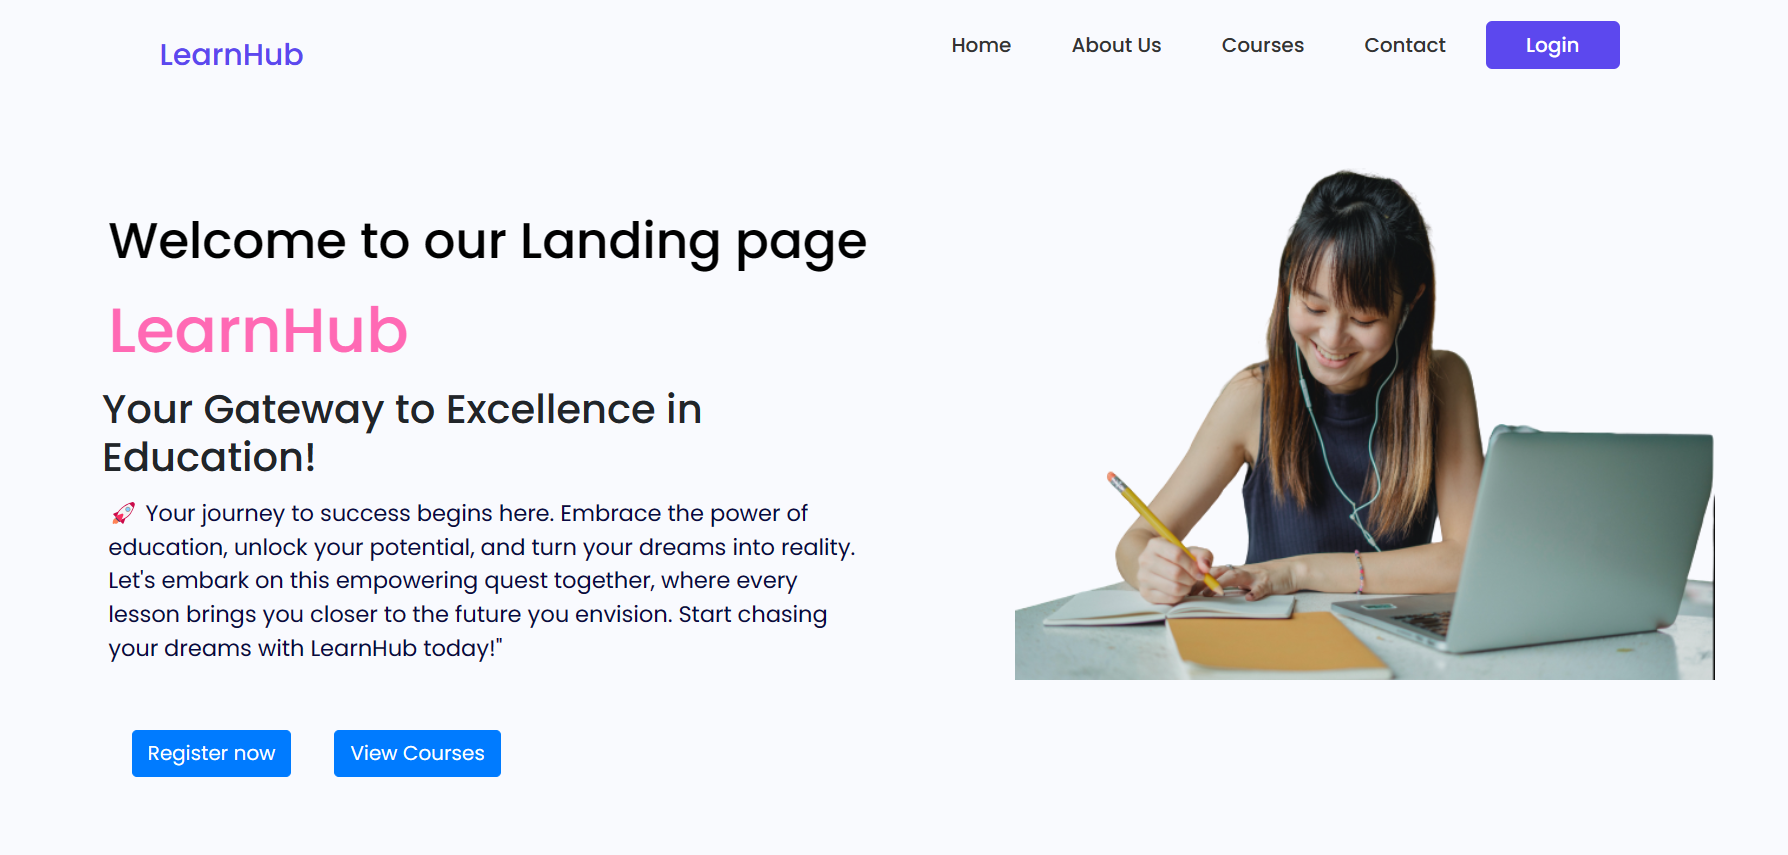 LearnHub
Home
About Us
Courses
Contact
Login
Welcome to our Landing page
LearnHub
Your Gateway to Excellence in
Education!
🚀 Your journey to success begins here. Embrace the power of
education, unlock your potential, and turn your dreams into reality.
Let's embark on this empowering quest together, where every
lesson brings you closer to the future you envision. Start chasing
your dreams with LearnHub today!"
Register now
View Courses